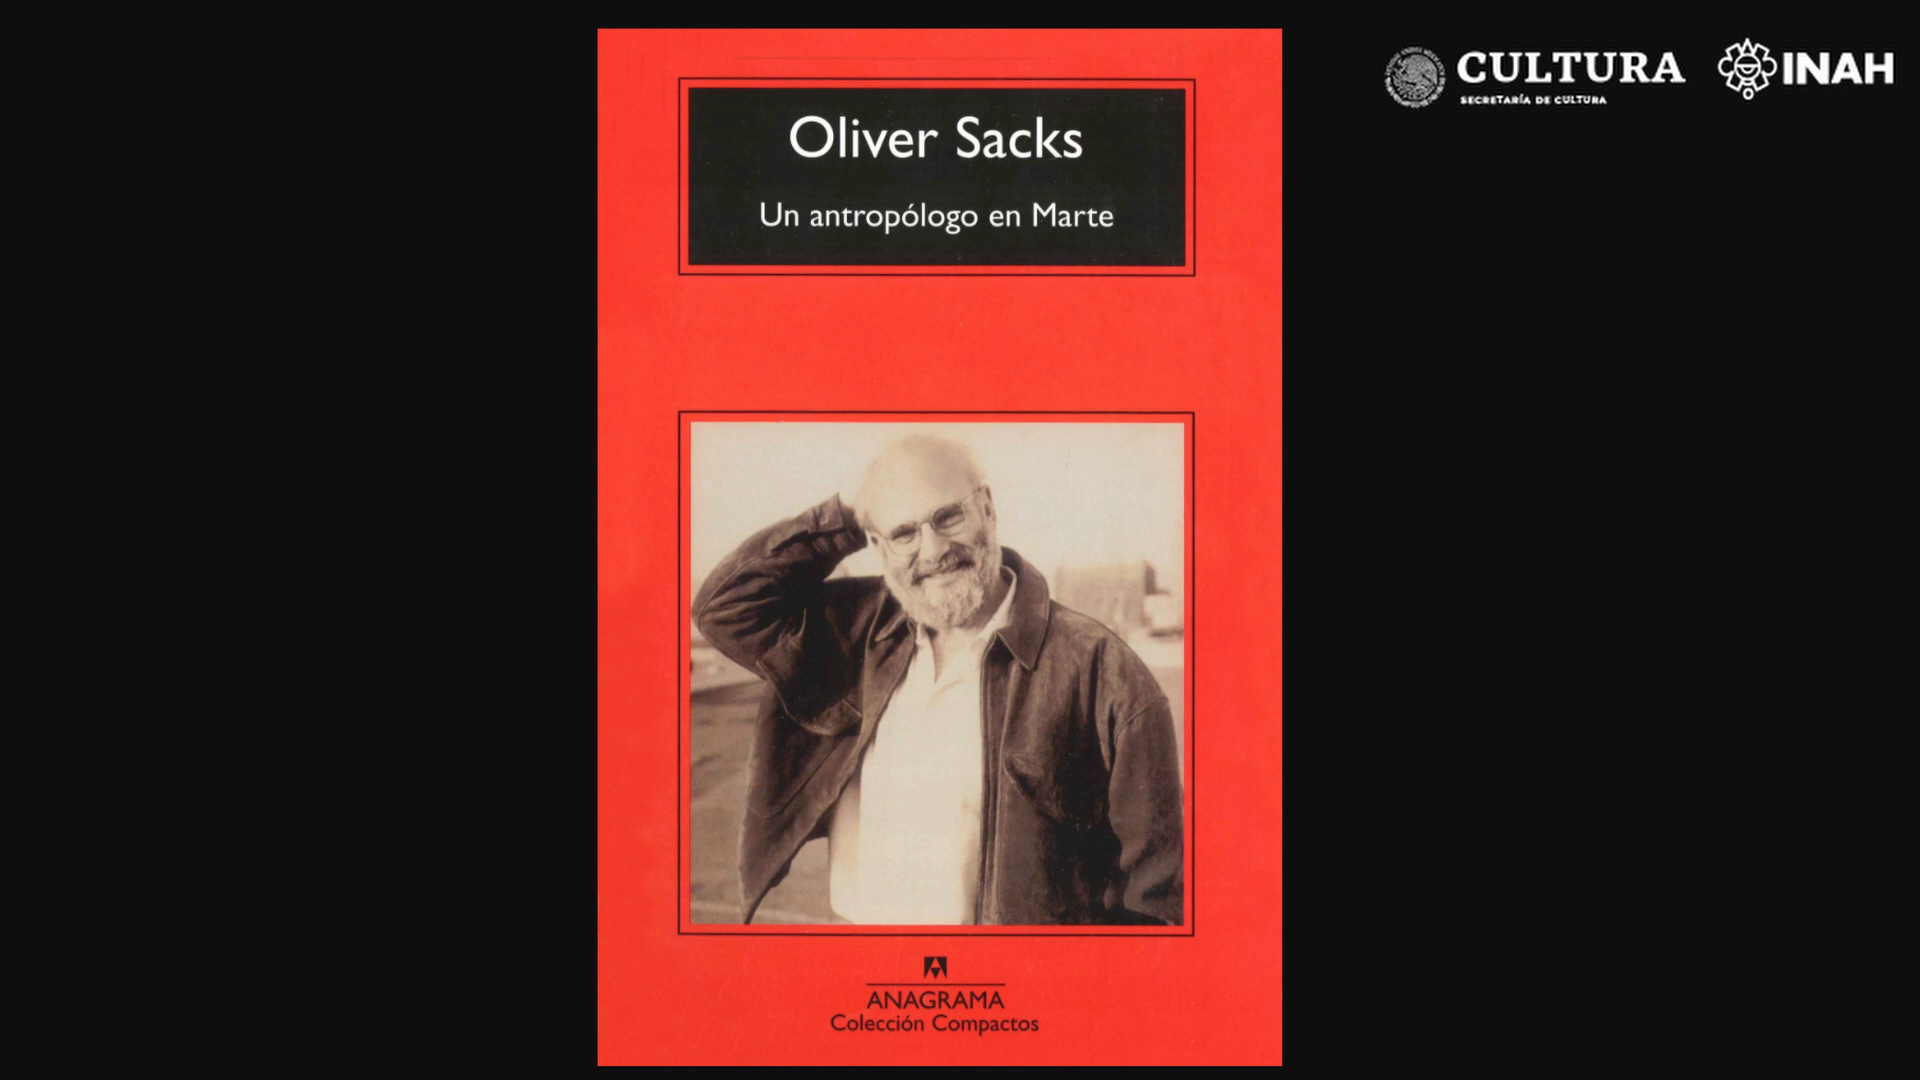 Oliver Sacks
Un antropólogo en Marte
ANAGRAMA
Colección Compactos
CULTURA
SECRETARÍA DE CULTURA
INAH